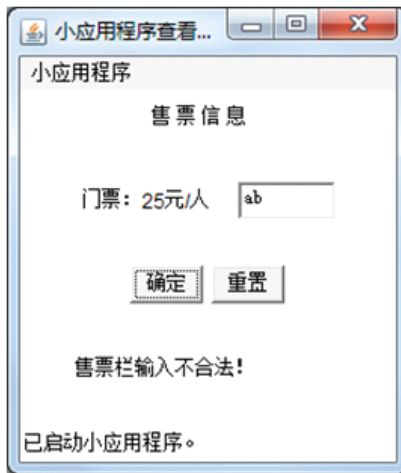 小应用程序查看...
小应用程序
售票信息
门票：25元/人 ab
确定 重置
售票栏输入不合法！
已启动小应用程序。